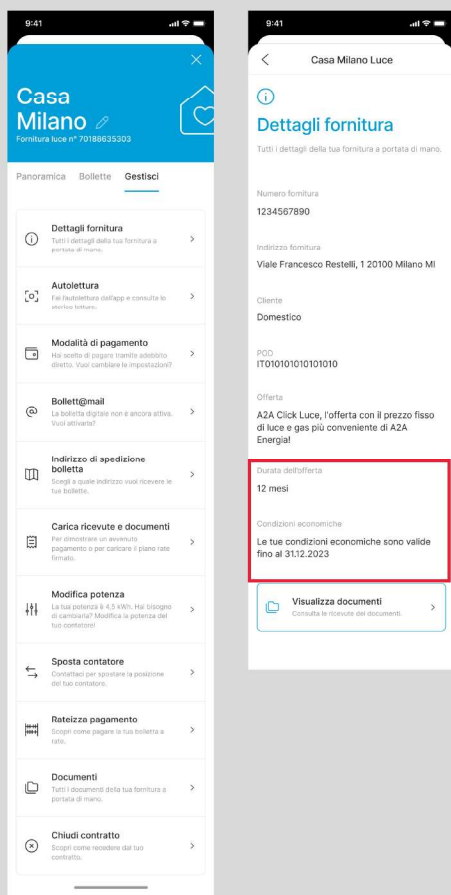 9:41
Casa
Milano
Fornitura luce n° 70188635303
Panoramica Bollette Gestisci
Dettagli fornitura
Tutti i dettagli della tua fornitura a
portata di mano.
Autolettura
Fai l'autolettura dall'app e consulta lo
storico letture.
Modalità di pagamento
Hai scelto di pagare tramite addebito
diretto. Vuoi cambiare le impostazioni?
Bollett@mail
La bolletta digitale non è ancora attiva.
Vuoi attivarla?
Indirizzo di spedizione
bolletta
Scegli a quale indirizzo vuoi ricevere le
tue bollette.
Carica ricevute e documenti
Per dimostrare un avvenuto
pagamento o per caricare il piano rate
firmato.
Modifica potenza
La tua potenza è 4,5 kWh. Hai bisogno
di cambiarla? Modifica la potenza del
tuo contatore!
Sposta contatore
Contattaci per spostare la posizione
del tuo contatore.
Rateizza pagamento
Scopri come pagare la tua bolletta a
rate.
Documenti
Tutti i documenti della tua fornitura a
portata di mano.
Chiudi contratto
Scopri come recedere dal tuo
contratto.
9:41
Casa Milano Luce
Dettagli fornitura
Tutti i dettagli della tua fornitura a portata di mano.
Numero fornitura
1234567890
Indirizzo fornitura
Viale Francesco Restelli, 1 20100 Milano MI
Cliente
Domestico
POD
IT010101010101010
Offerta
A2A Click Luce, l'offerta con il prezzo fisso
di luce e gas più conveniente di A2A
Energia!
Durata dell'offerta
12 mesi
Condizioni economiche
Le tue condizioni economiche sono valide
fino al 31.12.2023
Visualizza documenti
Consulta le ricevute dei documenti.